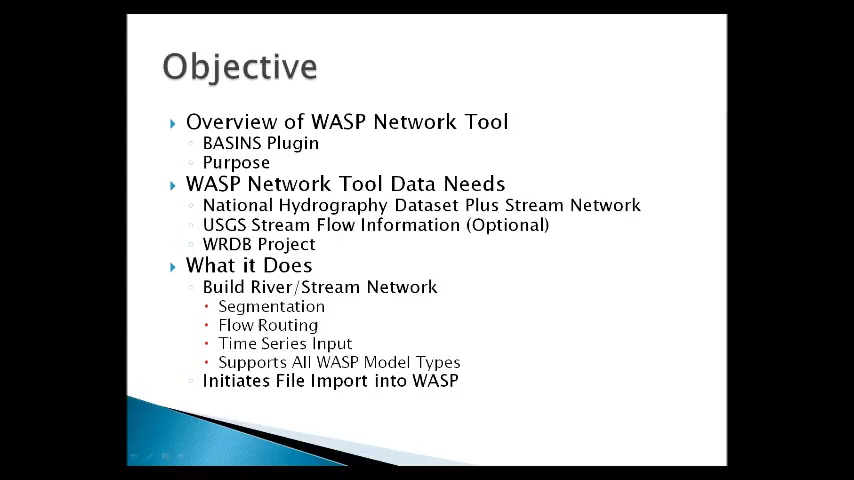 Objective
Overview of WASP Network Tool
BASINS Plugin
Purpose
WASP Network Tool Data Needs
National Hydrography Dataset Plus Stream Network
USGS Stream Flow Information (Optional)
WRDB Project
What it Does
Build River/Stream Network
Segmentation
Flow Routing
Time Series Input
Supports All WASP Model Types
Initiates File Import into WASP